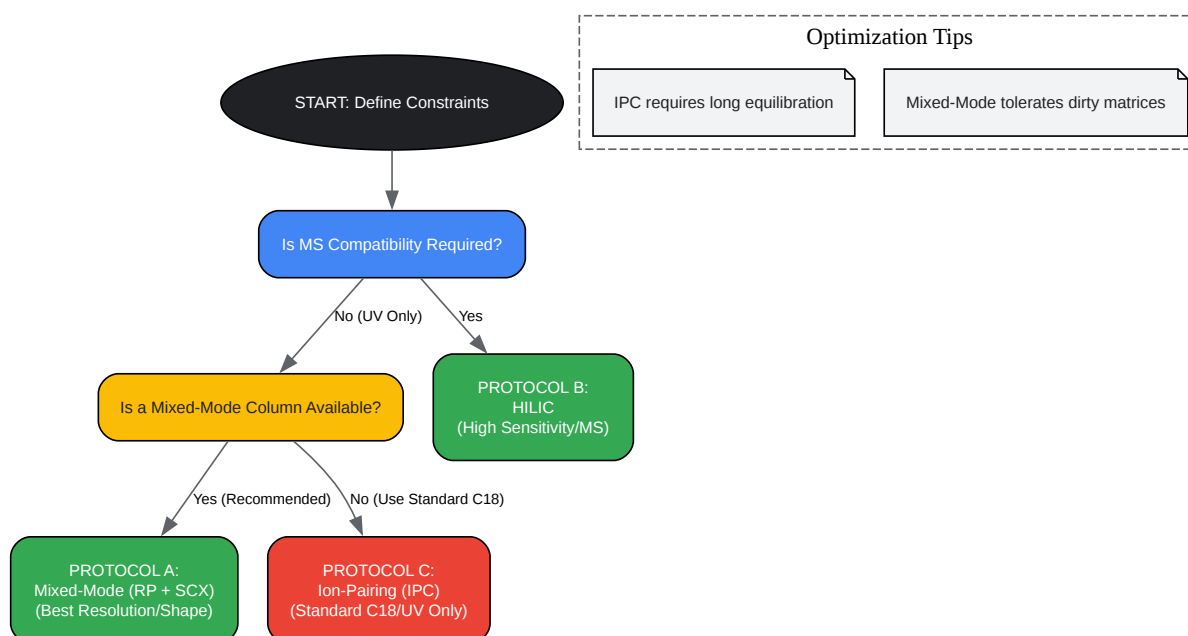 Optimization Tips
START: Define Constraints
IPC requires long equilibration
Mixed-Mode tolerates dirty matrices
Is MS Compatibility Required?
No (UV Only)
Yes
Is a Mixed-Mode Column Available?
PROTOCOL B:
HILIC
(High Sensitivity/MS)
Yes (Recommended)
No (Use Standard C18)
PROTOCOL A:
Mixed-Mode (RP + SCX)
(Best Resolution/Shape)
PROTOCOL C:
Ion-Pairing (IPC)
(Standard C18/UV Only)